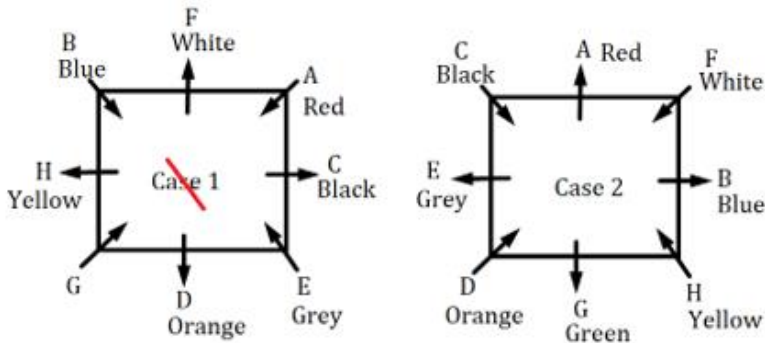 F
White
B
Blue
A
Red
H
Yellow
Case 1
C
Black
G
D
Orange
E
Grey
C
Black
A Red
F
White
E
Grey
Case 2
B
Blue
D
Orange
G
Green
H
Yellow